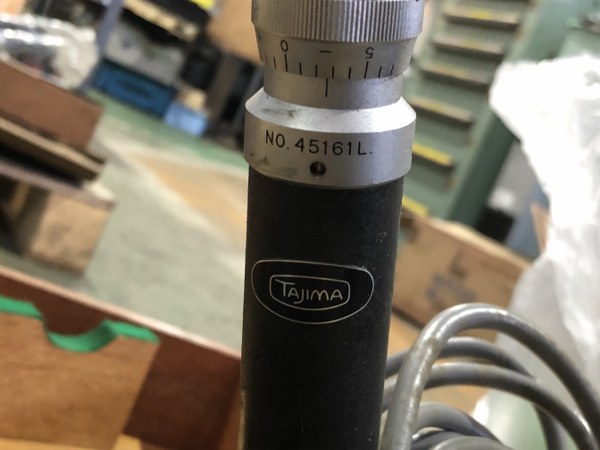 0 — 5
NO. 45161L.
TAJIMA